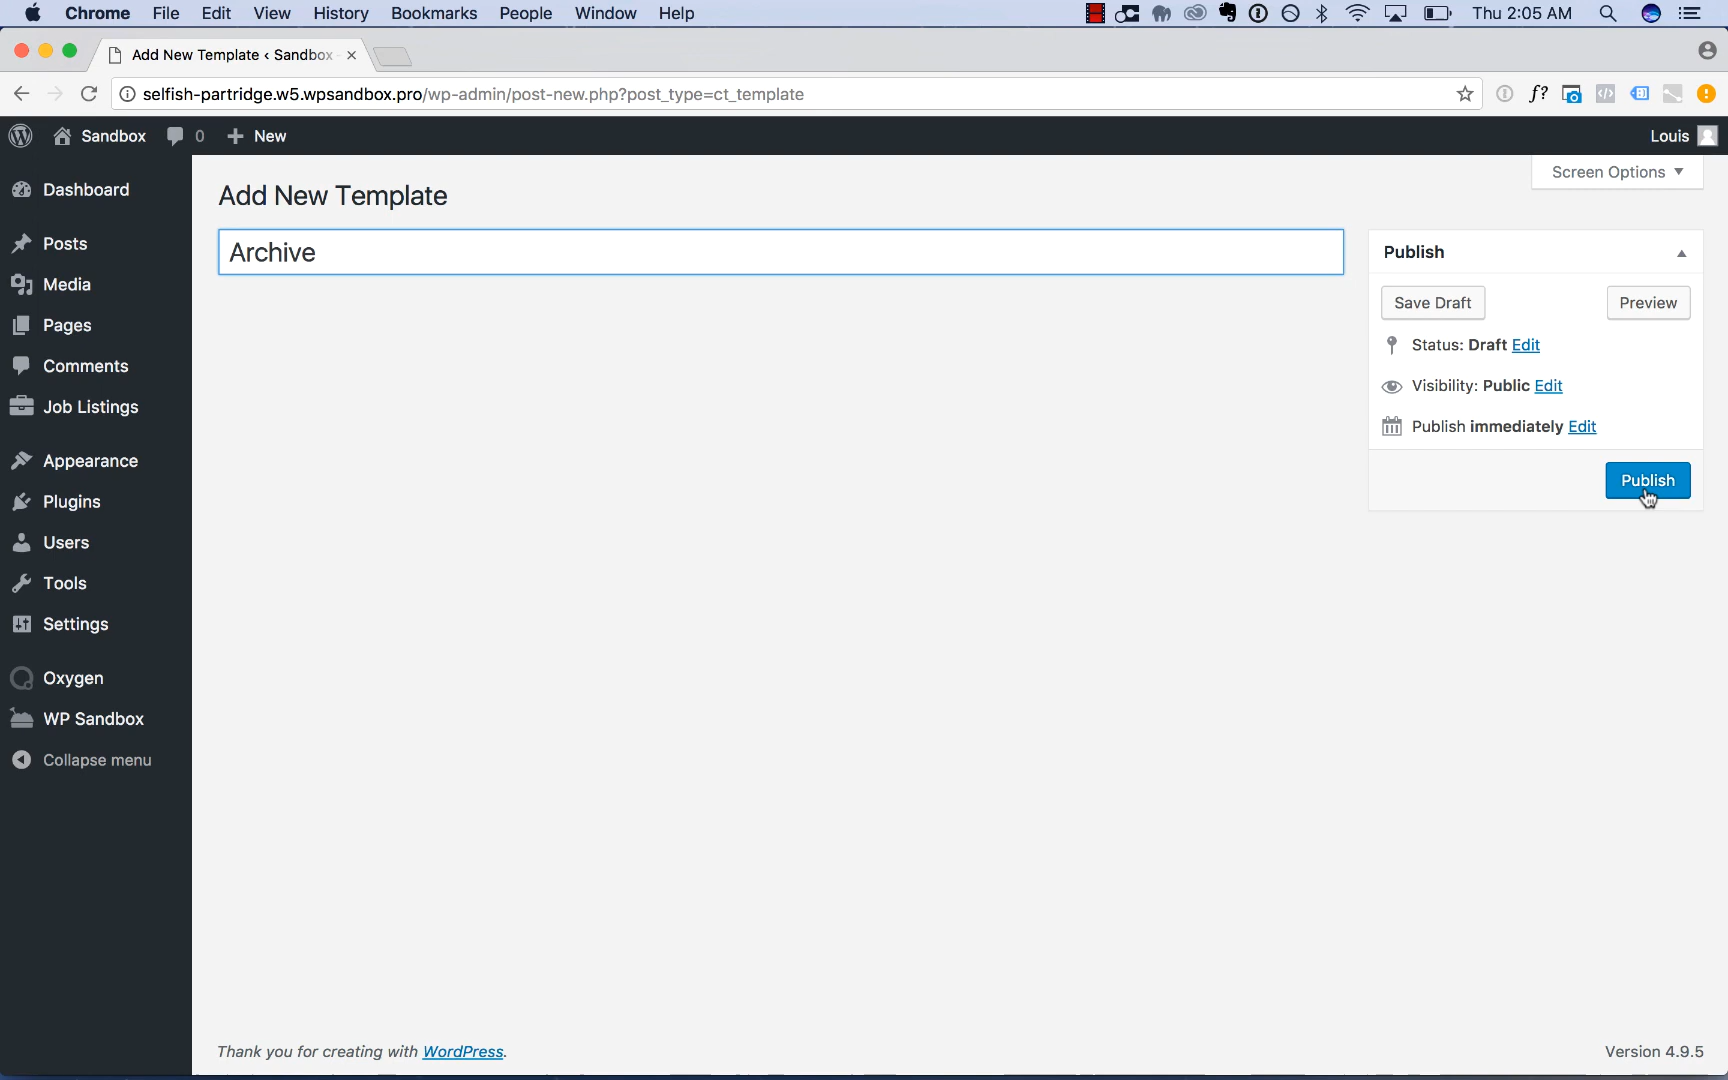 Chrome File Edit View History Bookmarks People Window Help Thu 2:05 AM
Add New Template ‹ Sandbox
selfish-partridge.w5.wpsandbox.pro/wp-admin/post-new.php?post_type=ct_template
f?
Sandbox 0 New Louis
Screen Options
Dashboard
Posts
Media
Pages
Comments
Job Listings
Appearance
Plugins
Users
Tools
Settings
Oxygen
WP Sandbox
Collapse menu
Add New Template
Archive
Publish
Save Draft Preview
Status: Draft Edit
Visibility: Public Edit
Publish immediately Edit
Publish
Thank you for creating with WordPress.
Version 4.9.5